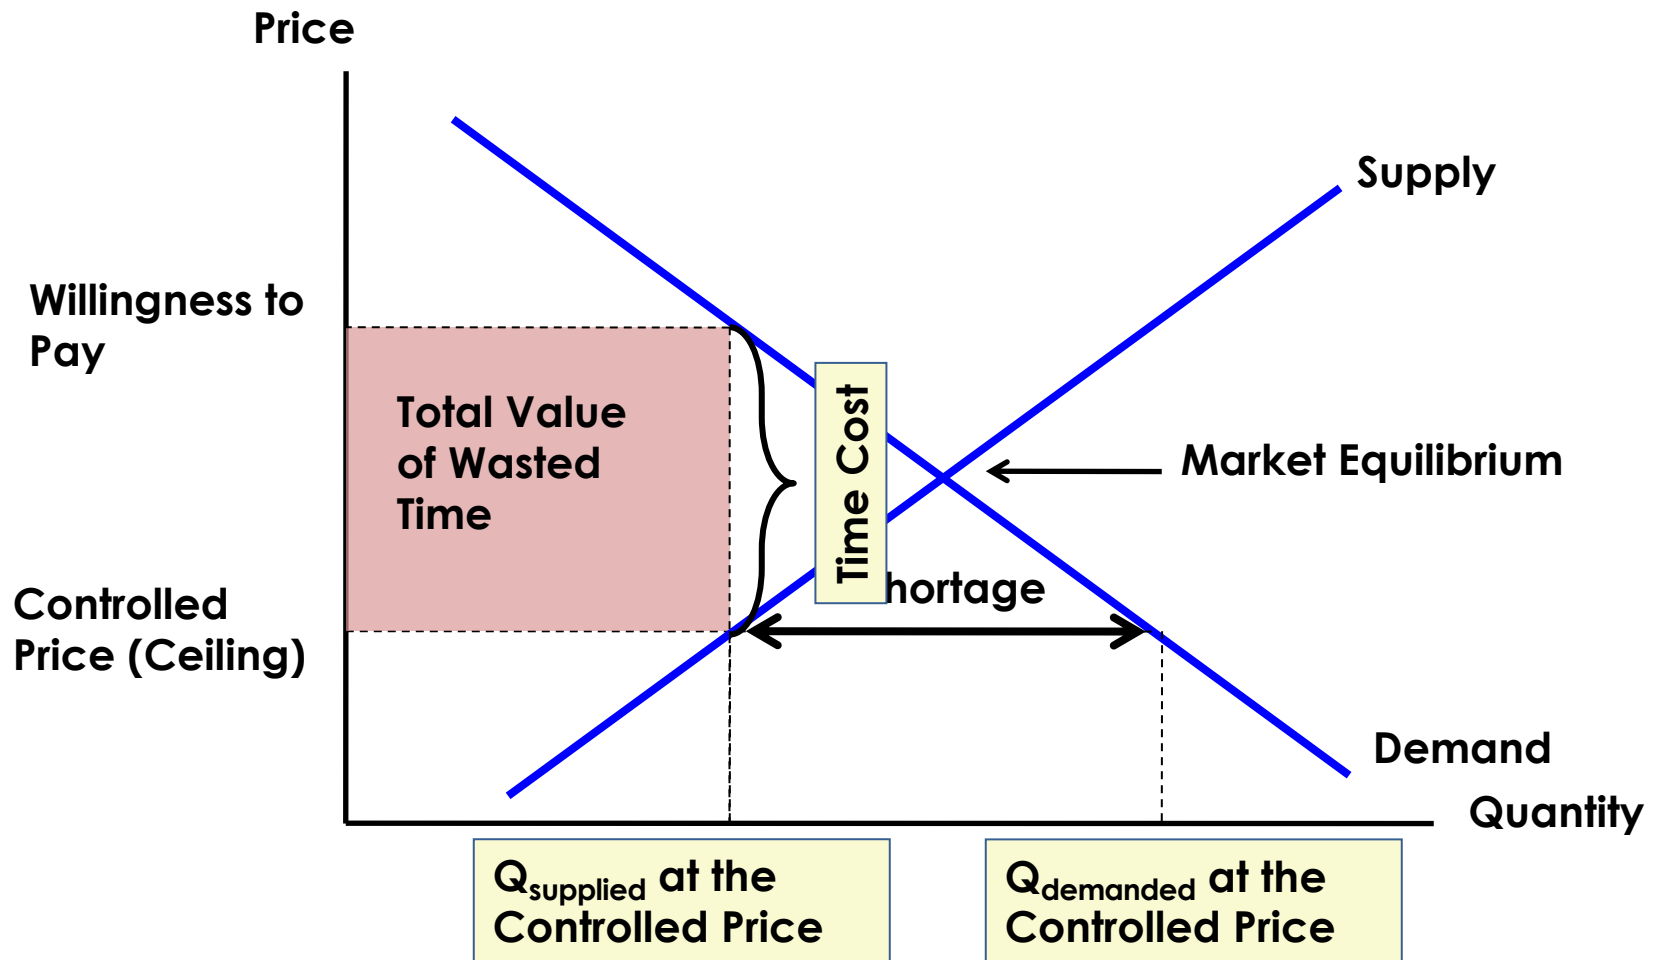 Price
Supply
Willingness to
Pay
Total Value
of Wasted
Time
Time Cost
Market Equilibrium
hortage
Controlled
Price (Ceiling)
Demand
Quantity
Qsupplied at the
Controlled Price
Qdemanded at the
Controlled Price